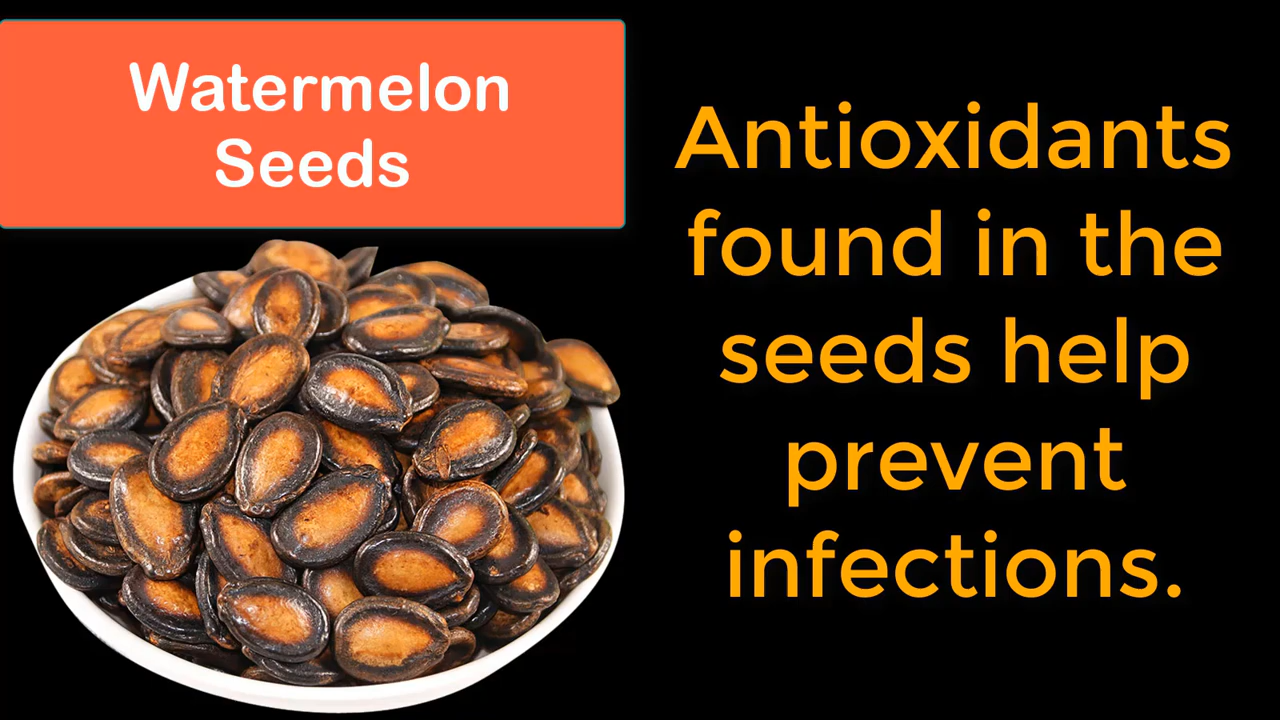 Watermelon
Seeds
Antioxidants
found in the
seeds help
prevent
infections.